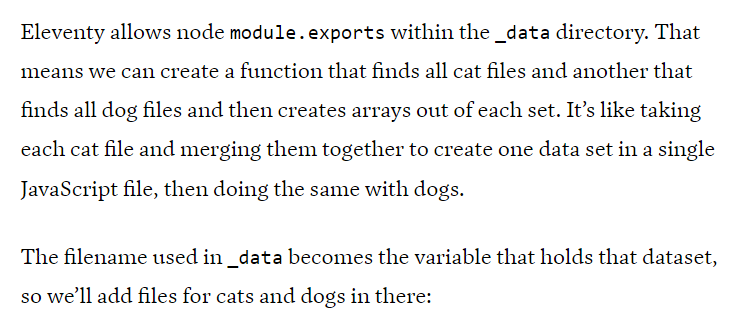 Eleventy allows node module.exports within the _data directory. That
means we can create a function that finds all cat files and another that
finds all dog files and then creates arrays out of each set. It’s like taking
each cat file and merging them together to create one data set in a single
JavaScript file, then doing the same with dogs.
The filename used in _data becomes the variable that holds that dataset,
so we’ll add files for cats and dogs in there: